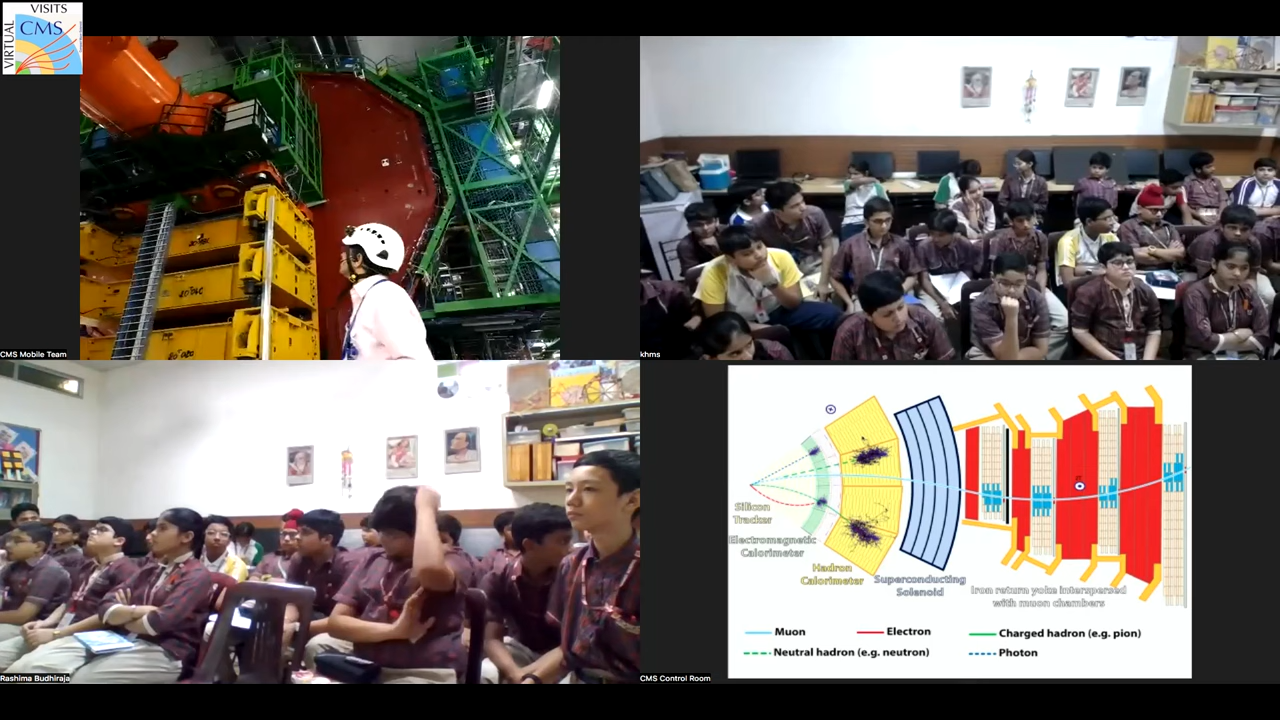 VIRTUAL
VISITS
CMS
CMS Mobile Team
khms
Rashima Budhiraja
Silicon
Tracker
Electromagnetic
Calorimeter
Hadron
Calorimeter
Superconducting
Solenoid
Iron return yoke interspersed
with muon chambers
Muon
Electron
Charged hadron (e.g. pion)
Neutral hadron (e.g. neutron)
Photon
CMS Control Room